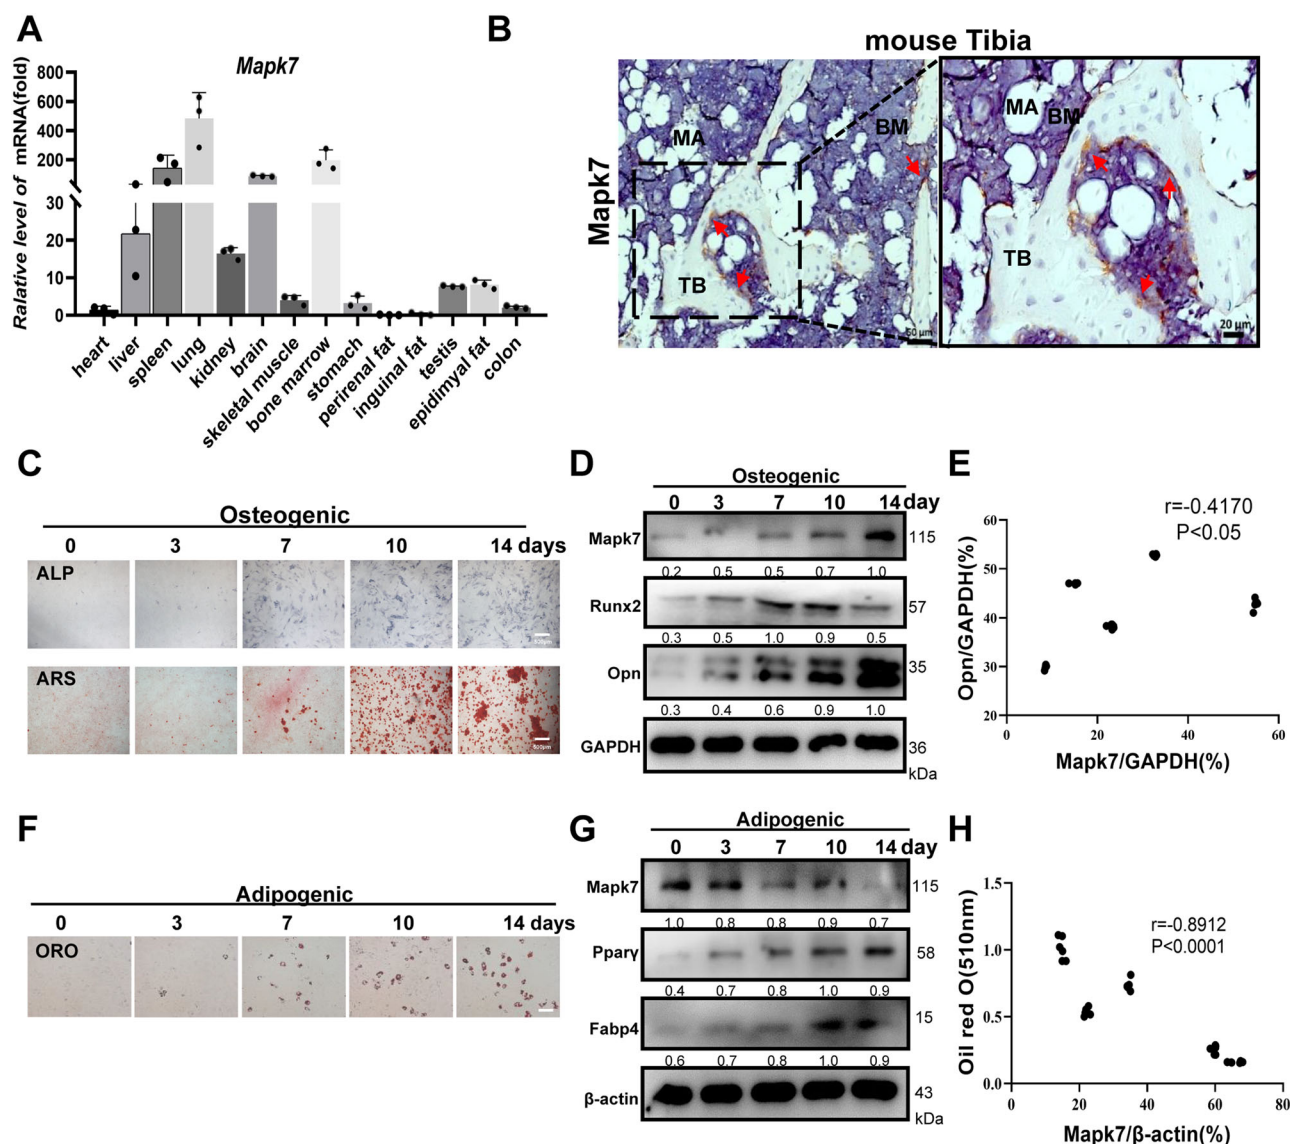 A
Mapk7
Ralative level of mRNA(fold)
800
600
400
200
30
20
10
0
heart
liver
spleen
lung
kidney
brain
skeletal muscle
bone marrow
stomach
perirenal fat
inguinal fat
testis
epidimyal fat
colon
B
mouse Tibia
Mapk7
MA
BM
TB
50 μm
MA
BM
TB
20 μm
C
Osteogenic
0 3 7 10 14 days
ALP
ARS
500μm
D
Osteogenic
0 3 7 10 14 day
Mapk7 115
0.2 0.5 0.5 0.7 1.0
Runx2 57
0.3 0.5 1.0 0.9 0.5
Opn 35
0.3 0.4 0.6 0.9 1.0
GAPDH 36
kDa
E
r=-0.4170
P<0.05
Opn/GAPDH(%)
60
50
40
30
20
0 20 40 60
Mapk7/GAPDH(%)
F
Adipogenic
0 3 7 10 14 days
ORO
G
Adipogenic
0 3 7 10 14 day
Mapk7 115
1.0 0.8 0.8 0.9 0.7
Pparγ 58
0.4 0.7 0.8 1.0 0.9
Fabp4 15
0.6 0.7 0.8 1.0 0.9
β-actin 43
kDa
H
r=-0.8912
P<0.0001
Oil red O(510nm)
1.5
1.0
0.5
0.0
0 20 40 60 80
Mapk7/β-actin(%)